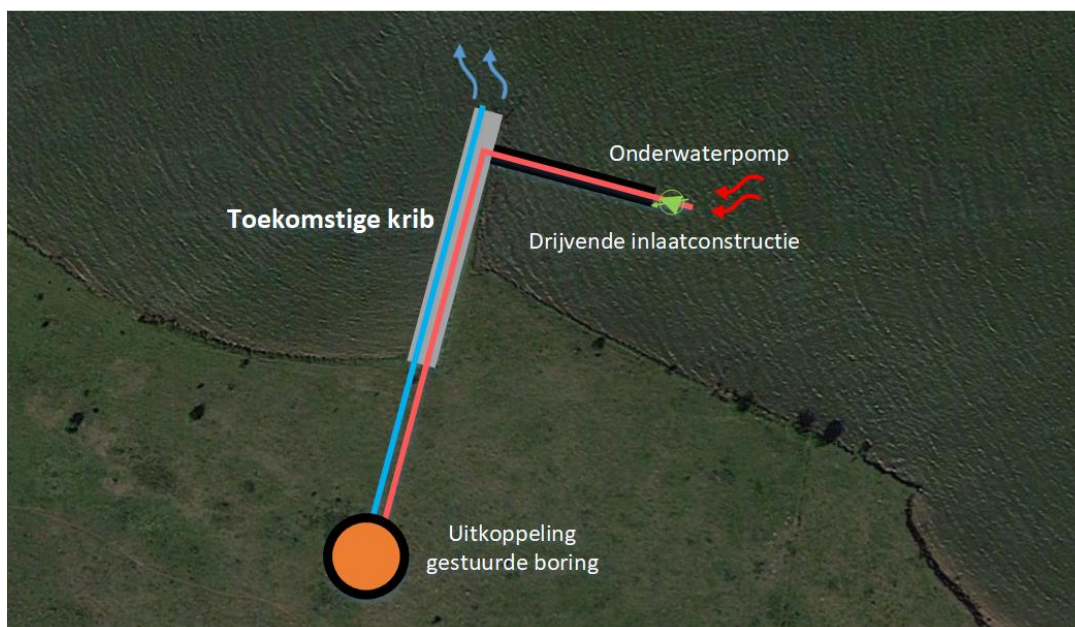 Onderwaterpomp
Toekomstige krib
Drijvende inlaatconstructie
Uitkoppeling
gestuurde boring